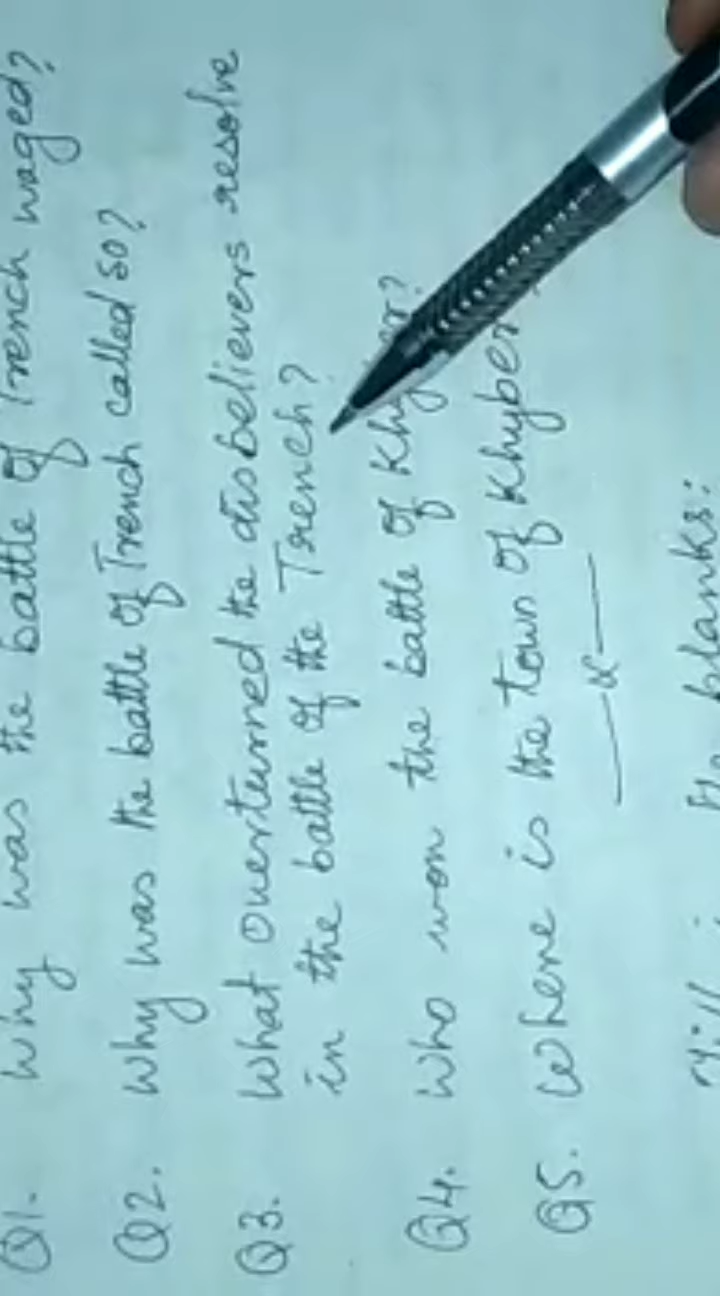 Q1. Why was the battle of Trench waged?
Q2. Why was the battle of Trench called so?
Q3. What overturned the disbelievers resolve
in the battle of the Trench?
Q4. Who won the battle of
Q5. Where is the town of Khyber
blanks: